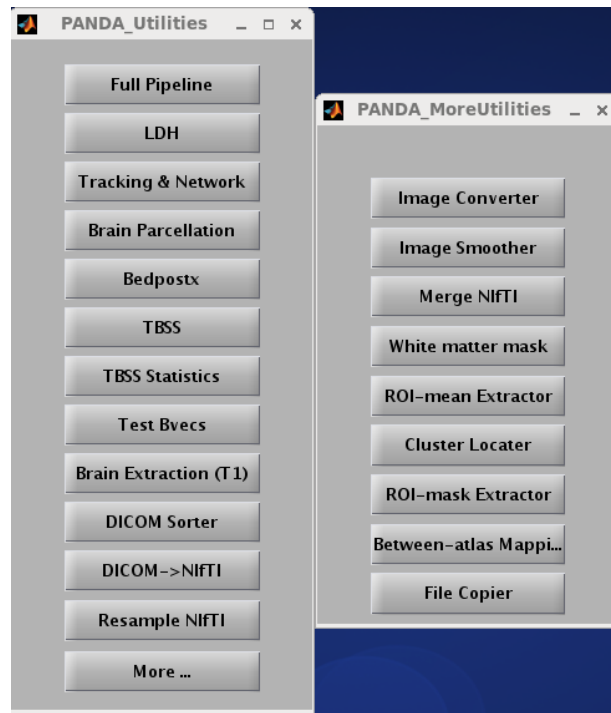 PANDA_Utilities
Full Pipeline
LDH
Tracking & Network
Brain Parcellation
Bedpostx
TBSS
TBSS Statistics
Test Bvecs
Brain Extraction (T1)
DICOM Sorter
DICOM->NIfTI
Resample NIfTI
More ...
PANDA_MoreUtilities
Image Converter
Image Smoother
Merge NIfTI
White matter mask
ROI-mean Extractor
Cluster Locater
ROI-mask Extractor
Between-atlas Mappi...
File Copier